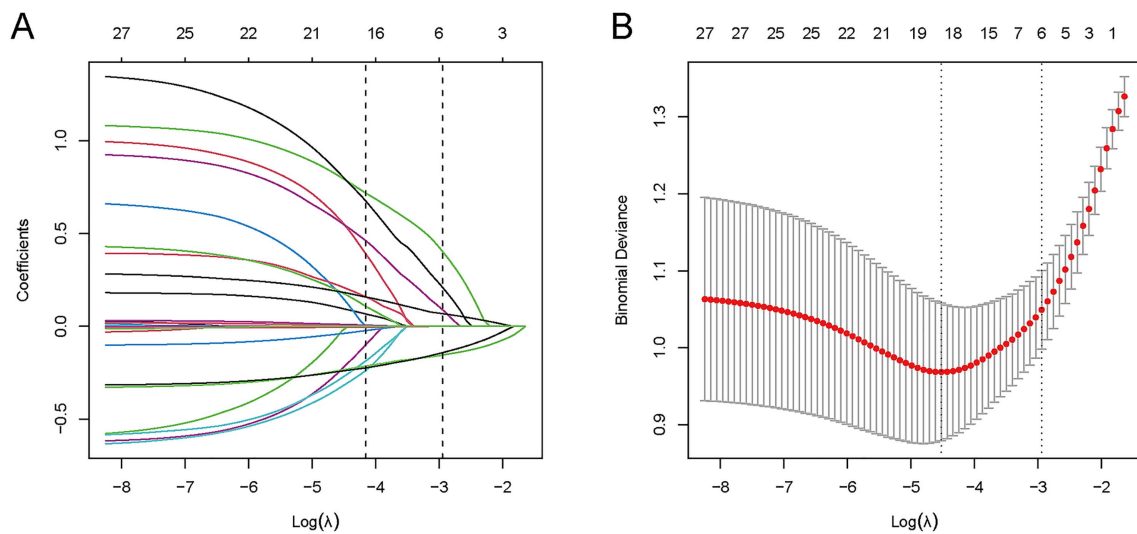 A
27 25 22 21 16 6 3
Coefficients
1.0
0.5
0.0
−0.5
−8 −7 −6 −5 −4 −3 −2
Log(λ)
B
27 27 25 25 22 21 19 18 15 7 6 5 3 1
Binomial Deviance
1.3
1.2
1.1
1.0
0.9
−8 −7 −6 −5 −4 −3 −2
Log(λ)